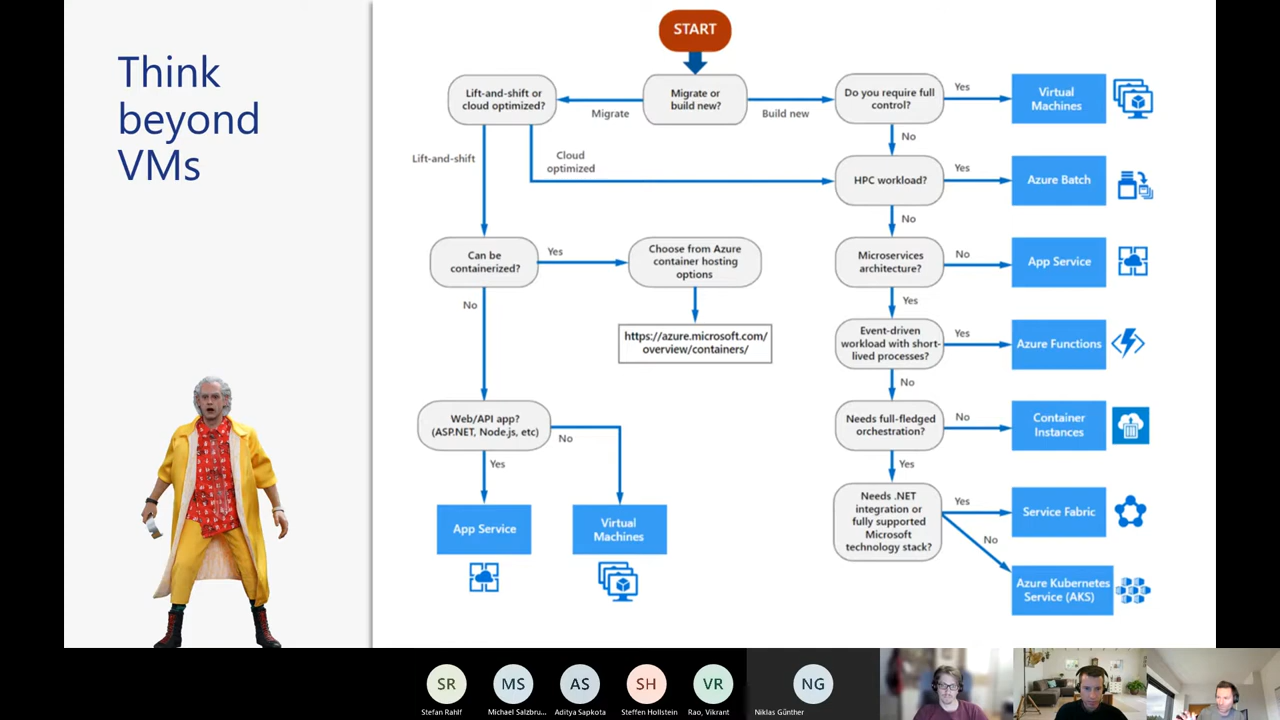 Think
beyond
VMs
START
Migrate or
build new?
Migrate
Build new
Lift-and-shift or
cloud optimized?
Lift-and-shift
Cloud
optimized
Can be
containerized?
Yes
Choose from Azure
container hosting
options
https://azure.microsoft.com/
overview/containers/
No
Web/API app?
(ASP.NET, Node.js, etc)
No
Yes
App Service
Virtual
Machines
Do you require full
control?
Yes
Virtual
Machines
No
HPC workload?
Yes
Azure Batch
No
Microservices
architecture?
No
App Service
Yes
Event-driven
workload with short-
lived processes?
Yes
Azure Functions
No
Needs full-fledged
orchestration?
No
Container
Instances
Yes
Needs .NET
integration or
fully supported
Microsoft
technology stack?
Yes
Service Fabric
No
Azure Kubernetes
Service (AKS)
SR
MS
AS
SH
VR
NG
Stefan Rahlf
Michael Salzbru...
Aditya Sapkota
Steffen Hollstein
Rao, Vikrant
Niklas Günther